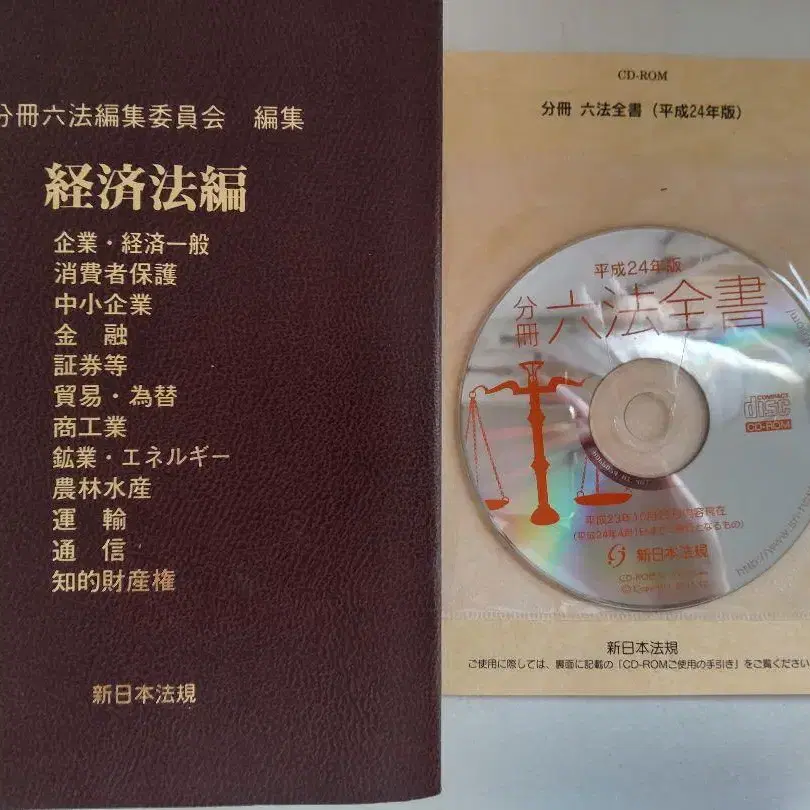 分冊六法編集委員会 編集
経済法編
企業・経済一般
消費者保護
中小企業
金 融
証券等
貿易・為替
商工業
鉱業・エネルギー
農林水産
運 輸
通 信
知的財産権
新日本法規
CD-ROM
分冊 六法全書(平成24年版)
平成24年版
分冊 六法全書
COMPACT
disc
CD-ROM
新日本法規
CD-ROM
新日本法規
ご使用に際しては、裏面に記載の「CD-ROMご使用の手引き」をご覧ください